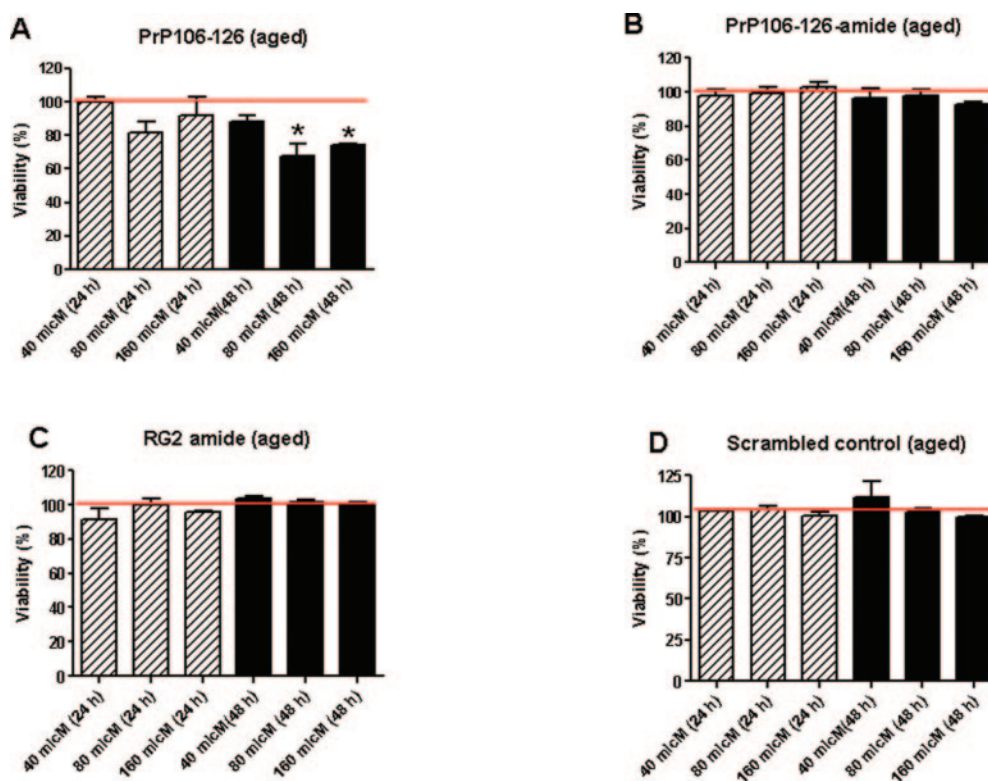 A
PrP106-126 (aged)
Viability (%)
120
100
80
60
40
20
0
* *
40 micM (24 h)
80 micM (24 h)
160 micM (24 h)
40 micM(48 h)
80 micM (48 h)
160 micM (48 h)
B
PrP106-126-amide (aged)
Viability (%)
120
100
80
60
40
20
0
40 micM (24 h)
80 micM (24 h)
160 micM (24 h)
40 micM(48 h)
80 micM (48 h)
160 micM (48 h)
C
RG2 amide (aged)
Viability (%)
120
100
80
60
40
20
0
40 micM (24 h)
80 micM (24 h)
160 micM (24 h)
40 micM(48 h)
80 micM (48 h)
160 micM (48 h)
D
Scrambled control (aged)
Viability (%)
125
100
75
50
25
0
40 micM (24 h)
80 micM (24 h)
160 micM (24 h)
40 micM(48 h)
80 micM (48 h)
160 micM (48 h)